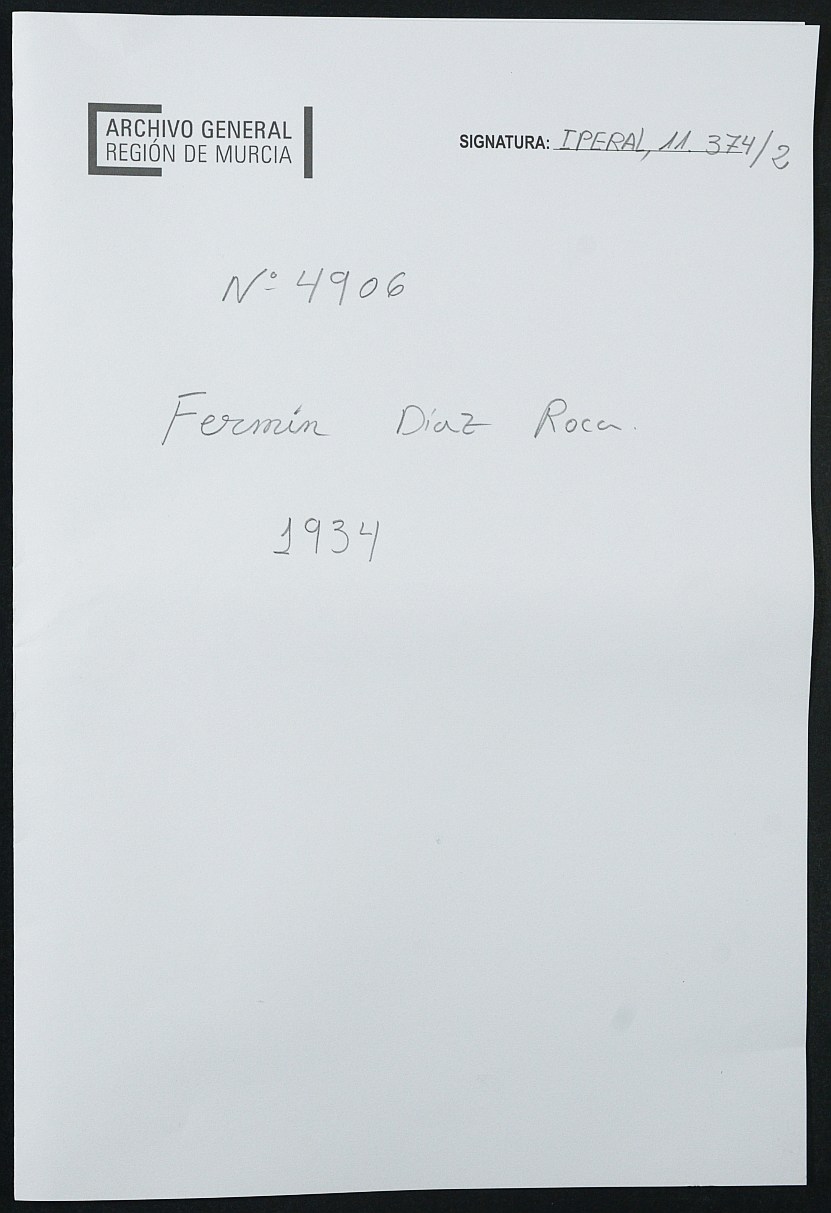 ARCHIVO GENERAL
REGIÓN DE MURCIA
SIGNATURA: IPERAL, 11.374/2
Nº 4906
Fermín Díaz Roca.
1934